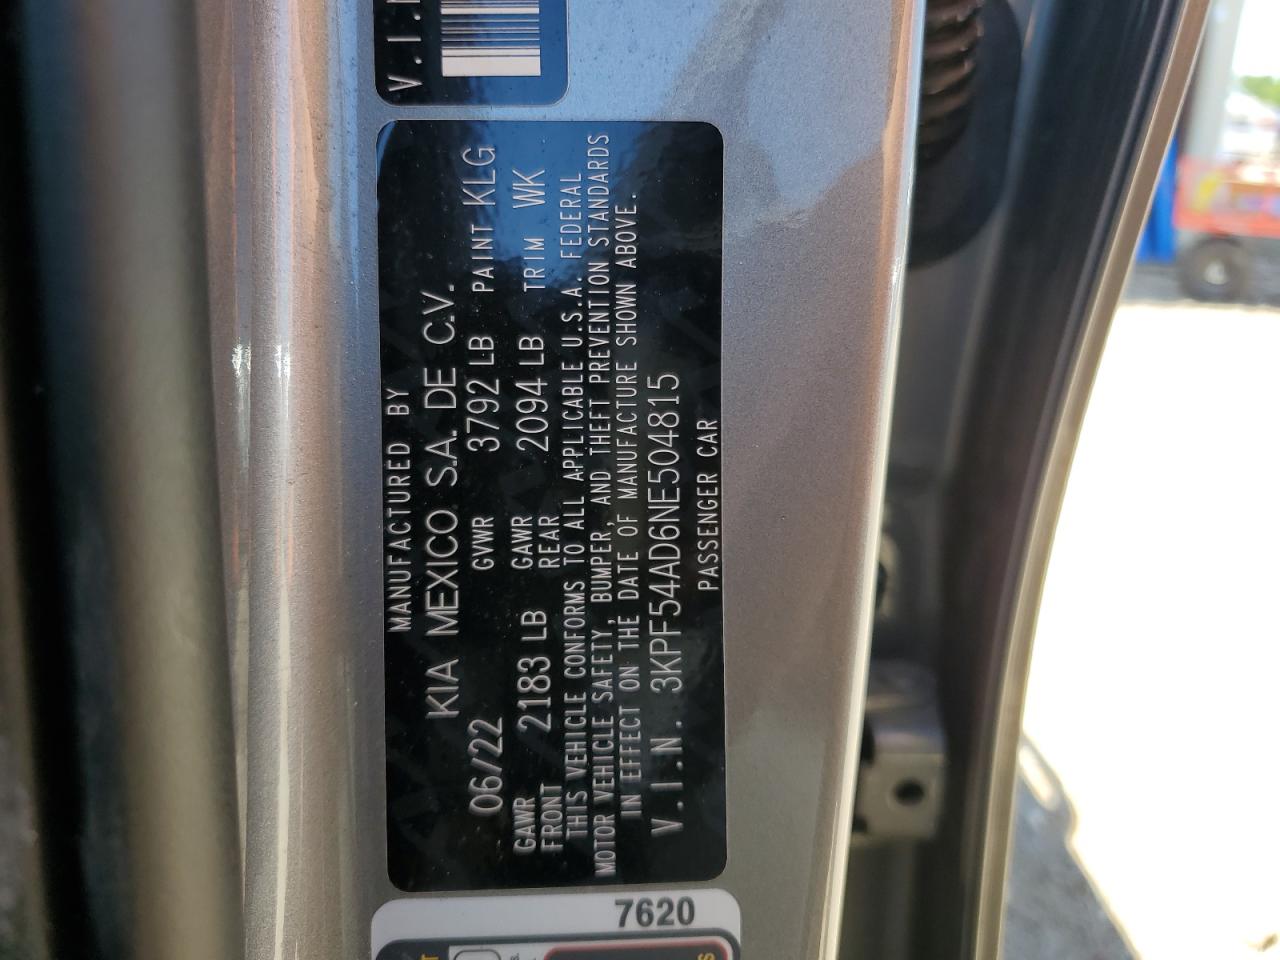 V.I.N
MANUFACTURED BY
KIA MEXICO S.A. DE C.V.
06/22 GVWR 3792 LB PAINT KLG
GAWR FRONT 2183 LB GAWR REAR 2094 LB TRIM WK
THIS VEHICLE CONFORMS TO ALL APPLICABLE U.S.A. FEDERAL
MOTOR VEHICLE SAFETY, BUMPER, AND THEFT PREVENTION STANDARDS
IN EFFECT ON THE DATE OF MANUFACTURE SHOWN ABOVE.
V.I.N. 3KPF54AD6NE504815
PASSENGER CAR
7620